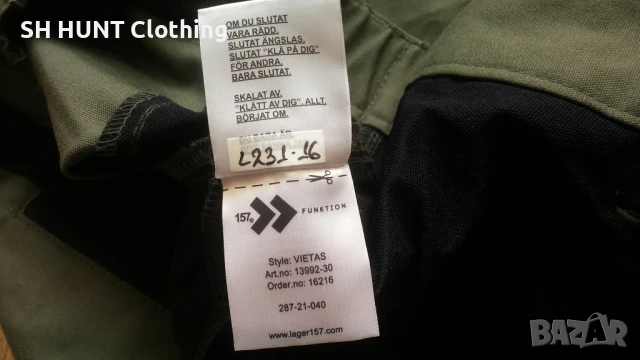 SH HUNT Clothing
OM DU SLUTAT
VARA RÄDD.
SLUTAT ÄNGSLAS.
SLUTAT "KLÄ PÅ DIG"
FÖR ANDRA.
BARA SLUTAT.
SKALAT AV.
"KLÄTT AV DIG". ALLT.
BÖRJAT OM.
L231-16
157 FUNKTION
Style: VIETAS
Art.no: 13992-30
Order.no: 16216
287-21-040
www.lager157.com
BAZAR